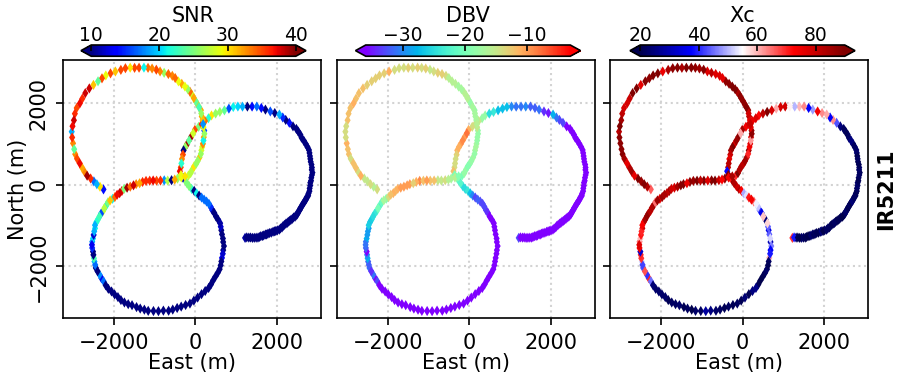 SNR DBV Xc
10 20 30 40 −30 −20 −10 20 40 60 80
North (m)
2000
0
−2000
IR5211
−2000 0 2000 −2000 0 2000 −2000 0 2000
East (m) East (m) East (m)